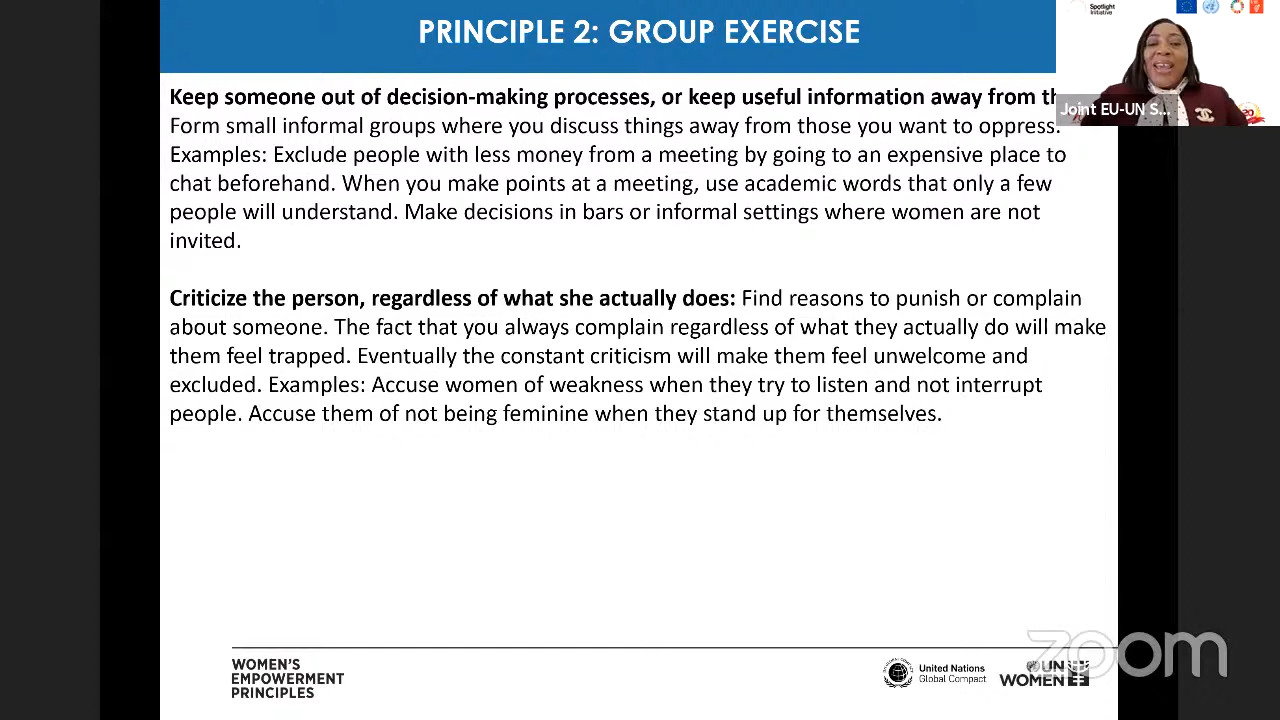 PRINCIPLE 2: GROUP EXERCISE
Spotlight
Initiative
Joint EU-UN S...
Keep someone out of decision-making processes, or keep useful information away from th
Form small informal groups where you discuss things away from those you want to oppress.
Examples: Exclude people with less money from a meeting by going to an expensive place to
chat beforehand. When you make points at a meeting, use academic words that only a few
people will understand. Make decisions in bars or informal settings where women are not
invited.
Criticize the person, regardless of what she actually does: Find reasons to punish or complain
about someone. The fact that you always complain regardless of what they actually do will make
them feel trapped. Eventually the constant criticism will make them feel unwelcome and
excluded. Examples: Accuse women of weakness when they try to listen and not interrupt
people. Accuse them of not being feminine when they stand up for themselves.
WOMEN'S
EMPOWERMENT
PRINCIPLES
United Nations
Global Compact
UN
WOMEN
zoom